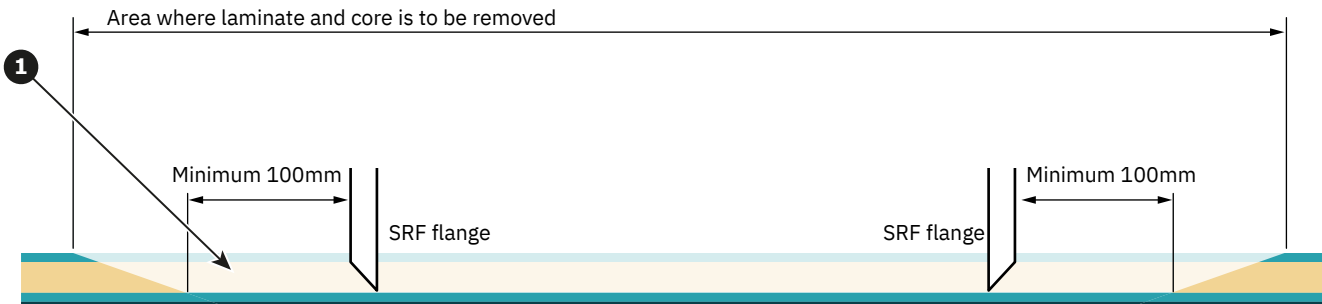 Area where laminate and core is to be removed
1
Minimum 100mm
Minimum 100mm
SRF flange
SRF flange